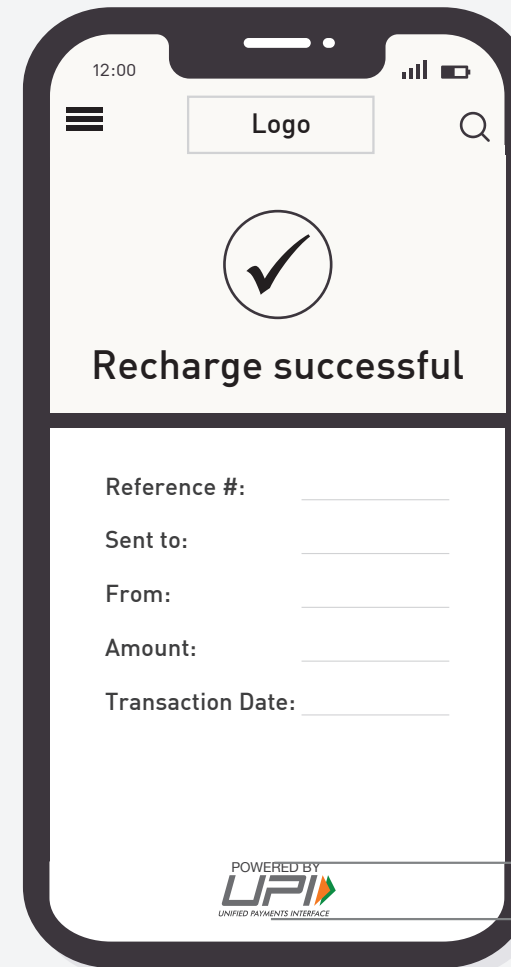 12:00
Logo
Recharge successful
Reference #:
Sent to:
From:
Amount:
Transaction Date:
POWERED BY
UPI
UNIFIED PAYMENTS INTERFACE